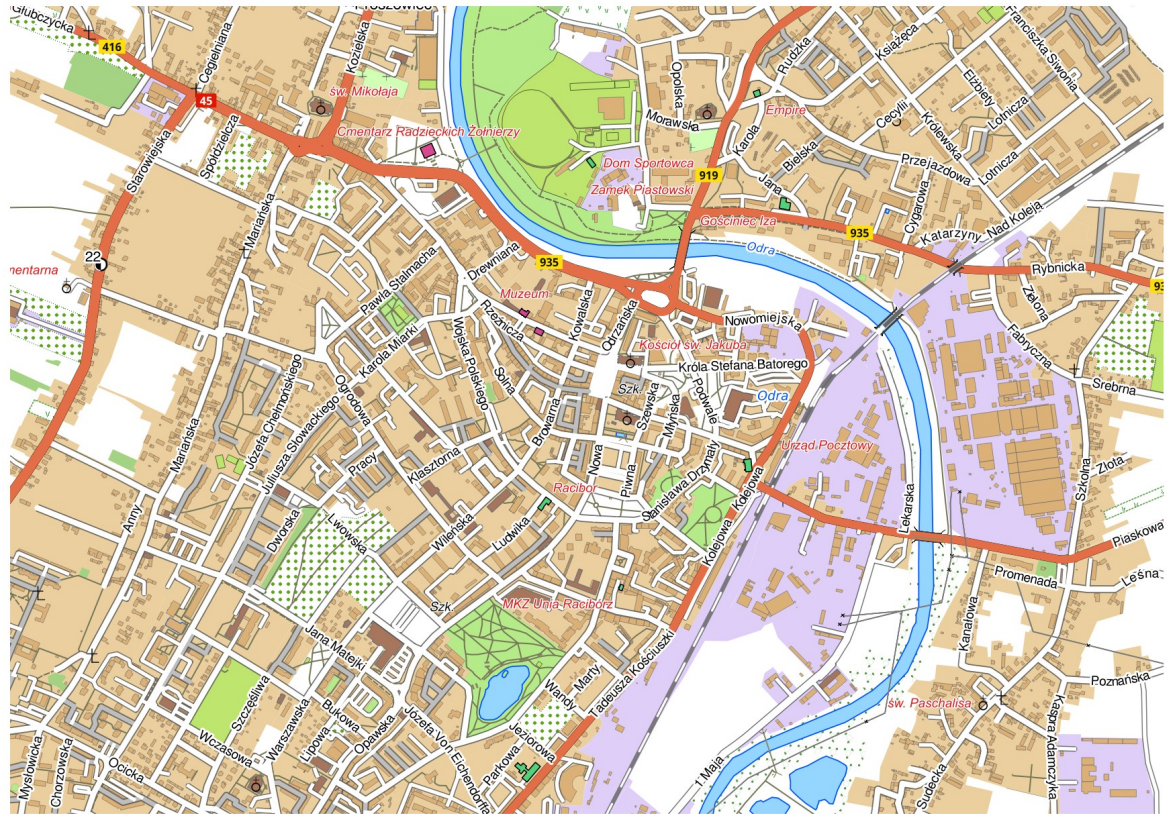 Głubczycka
416
Cegielniana
Kozielska
45
św. Mikołaja
Cmentarz Radzieckich Żołnierzy
Starowiejska
Spółdzielcza
Mariańska
22
mentarna
Opolska
Morawska
Rudzka
Książęca
Franciszka Siwonia
Elżbiety
Lotnicza
Empire
Cecylii
Królewska
Karola
Bielska
Przejazdowa
Lotnicza
Dom Sportowca
Zamek Piastowski
919
Jana
Gościniec Iza
Cygarowa
Nad Koleją
Katarzyny
935
Odra
Rybnicka
93
Zielona
Fabryczna
Srebrna
Drewniana
935
Pawła Stalmacha
Muzeum
Rzeźnicza
Kowalska
Odrzańska
Nowomiejska
Kościół św. Jakuba
Króla Stefana Batorego
Karola Miarki
Wojska Polskiego
Solna
Szk.
Szewska
Młyńska
Podwale
Odra
Ogrodowa
Józefa Chełmońskiego
Juliusza Słowackiego
Mariańska
Browarna
Klasztorna
Pracy
Nowa
Piwna
Stanisława Drzymały
Urząd Pocztowy
Kolejowa
Racibor
Anny
Dworska
Lwowska
Wileńska
Ludwika
Kolejowa
Lekarska
Szkolna
Złota
Piaskowa
Promenada
Leśna
Szk.
MKZ Unia Racibórz
Jana Matejki
Kanałowa
Poznańska
Marty
Wandy
Tadeusza Kościuszki
św. Paschalisa
Szczęśliwa
Bukowa
Warszawska
Lipowa
Opawska
Józefa Von Eichendorffa
Jeziorowa
Parkowa
Wczasowa
Ocicka
Mysłowicka
Chorzowska
1 Maja
Sudecka
Kaspra Adamczyka